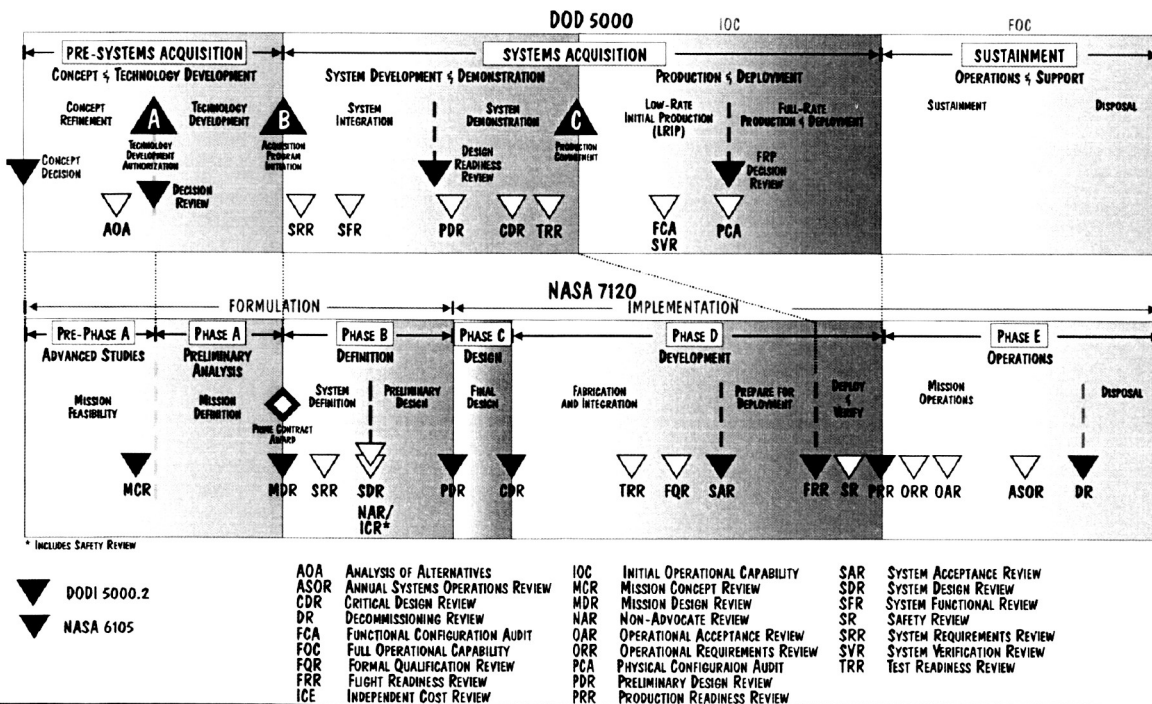 DOD 5000
IOC
FOC
PRE-SYSTEMS ACQUISITION
SYSTEMS ACQUISITION
SUSTAINMENT
CONCEPT & TECHNOLOGY DEVELOPMENT
SYSTEM DEVELOPMENT & DEMONSTRATION
PRODUCTION & DEPLOYMENT
OPERATIONS & SUPPORT
CONCEPT
REFINEMENT
A
TECHNOLOGY
DEVELOPMENT
B
SYSTEM
INTEGRATION
SYSTEM
DEMONSTRATION
C
LOW-RATE
INITIAL PRODUCTION
(LRIP)
FULL-RATE
PRODUCTION & DEPLOYMENT
SUSTAINMENT
DISPOSAL
CONCEPT
DECISION
TECHNOLOGY
DEVELOPMENT
AUTHORIZATION
ACQUISITION
PROGRAM
INITIATION
DESIGN
READINESS
REVIEW
PRODUCTION
COMMITMENT
FRP
DECISION
REVIEW
DECISION
REVIEW
AOA
SRR
SFR
PDR
CDR
TRR
FCA
SVR
PCA
NASA 7120
FORMULATION
IMPLEMENTATION
PRE-PHASE A
PHASE A
PHASE B
PHASE C
PHASE D
PHASE E
ADVANCED STUDIES
PRELIMINARY
ANALYSIS
DEFINITION
DESIGN
DEVELOPMENT
OPERATIONS
MISSION
FEASIBILITY
MISSION
DEFINITION
SYSTEM
DEFINITION
PRELIMINARY
DESIGN
FINAL
DESIGN
FABRICATION
AND INTEGRATION
PREPARE FOR
DEPLOYMENT
DEPLOY
&
VERIFY
MISSION
OPERATIONS
DISPOSAL
PRIME CONTRACT
AWARD
MCR
MDR
SRR
SDR
NAR/
ICR*
PDR
CDR
TRR
FQR
SAR
FRR
SR
PRR
ORR
OAR
ASOR
DR
* INCLUDES SAFETY REVIEW
DODI 5000.2
NASA 6105
AOA ANALYSIS OF ALTERNATIVES
ASOR ANNUAL SYSTEMS OPERATIONS REVIEW
CDR CRITICAL DESIGN REVIEW
DR DECOMMISSIONING REVIEW
FCA FUNCTIONAL CONFIGURATION AUDIT
FOC FULL OPERATIONAL CAPABILITY
FQR FORMAL QUALIFICATION REVIEW
FRR FLIGHT READINESS REVIEW
ICE INDEPENDENT COST REVIEW
IOC INITIAL OPERATIONAL CAPABILITY
MCR MISSION CONCEPT REVIEW
MDR MISSION DESIGN REVIEW
NAR NON-ADVOCATE REVIEW
OAR OPERATIONAL ACCEPTANCE REVIEW
ORR OPERATIONAL REQUIREMENTS REVIEW
PCA PHYSICAL CONFIGURAION AUDIT
PDR PRELIMINARY DESIGN REVIEW
PRR PRODUCTION READINESS REVIEW
SAR SYSTEM ACCEPTANCE REVIEW
SDR SYSTEM DESIGN REVIEW
SFR SYSTEM FUNCTIONAL REVIEW
SR SAFETY REVIEW
SRR SYSTEM REQUIREMENTS REVIEW
SVR SYSTEM VERIFICATION REVIEW
TRR TEST READINESS REVIEW